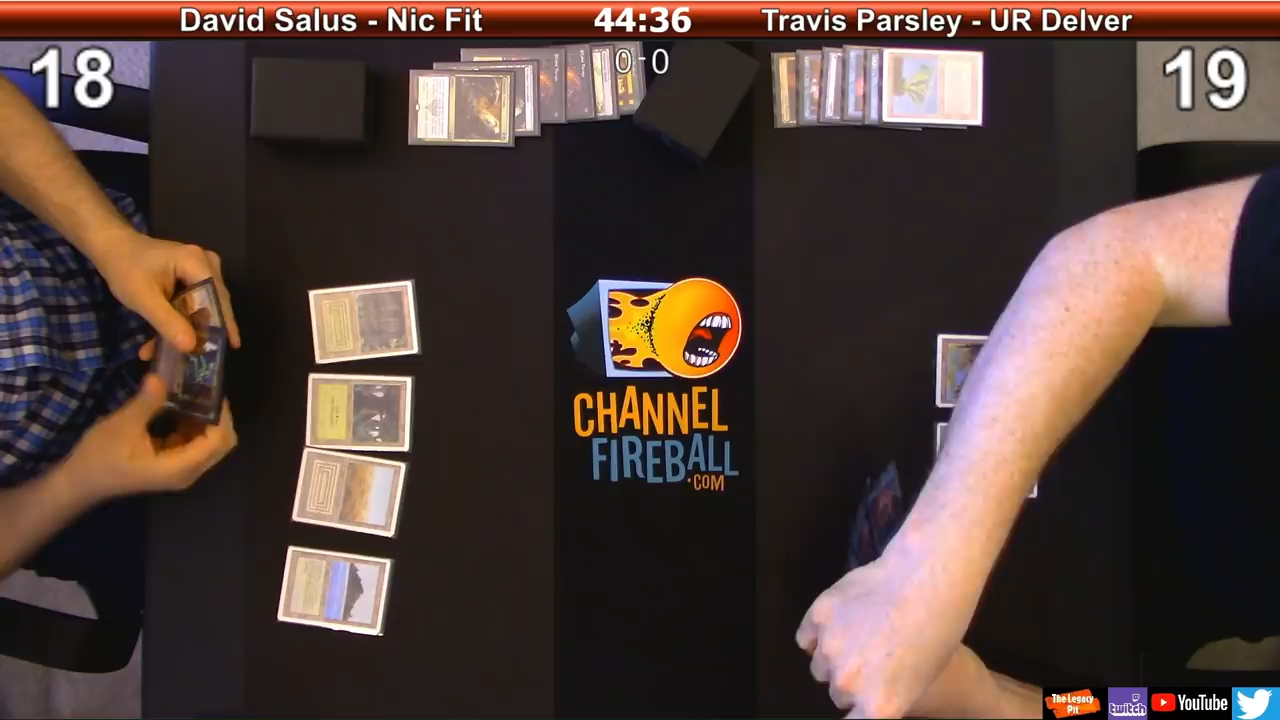 David Salus - Nic Fit
44:36
Travis Parsley - UR Delver
18
0-0
19
CHANNEL
FIREBALL
.COM
The Legacy
Pit
twitch
YouTube